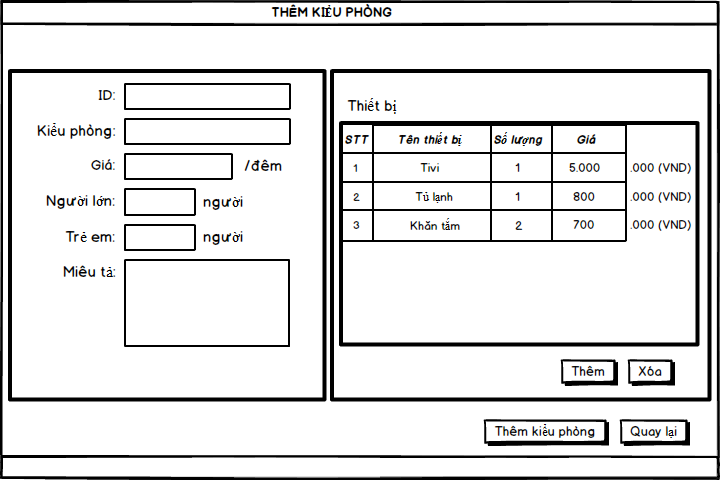 THÊM KIỂU PHÒNG
ID:
Kiểu phòng:
Giá: /đêm
Người lớn: người
Trẻ em: người
Miêu tả:
Thiết bị
STT Tên thiết bị Số lượng Giá
1 Tivi 1 5.000 .000 (VND)
2 Tủ lạnh 1 800 .000 (VND)
3 Khăn tắm 2 700 .000 (VND)
Thêm Xóa
Thêm kiểu phòng Quay lại